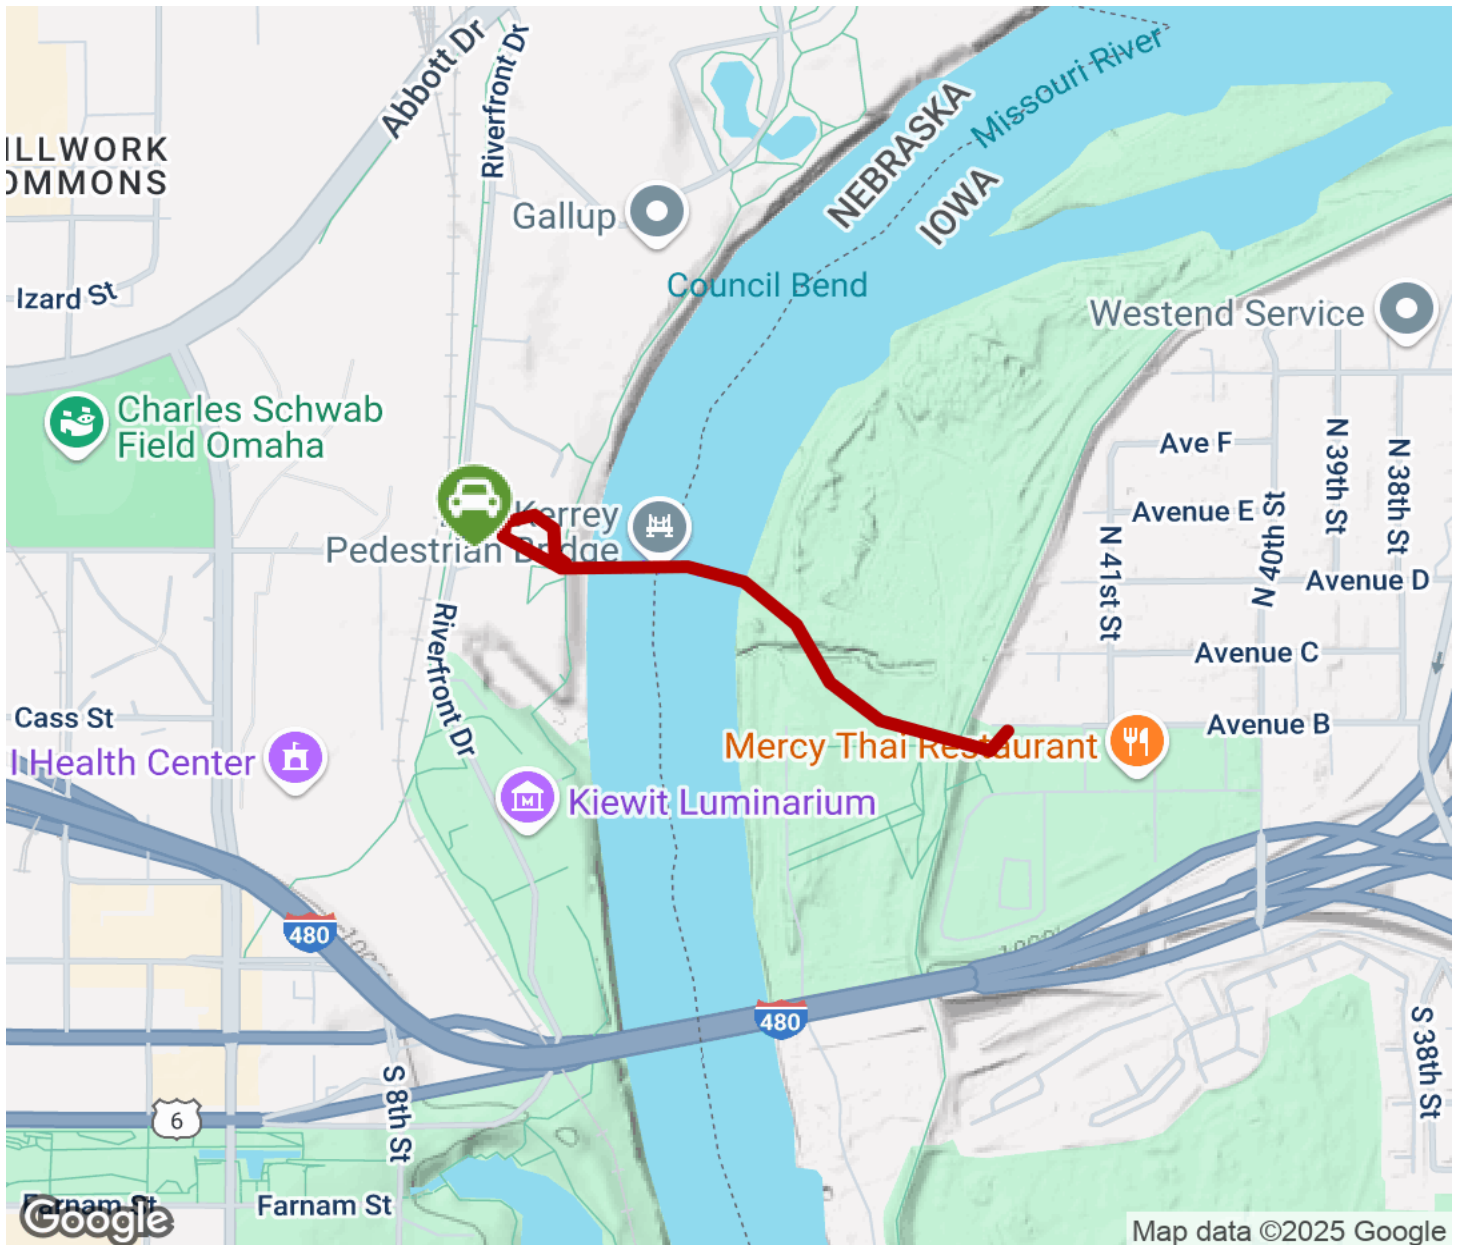 Abbott Dr
Riverfront Dr
Missouri River
NEBRASKA
IOWA
ILLWORK
OMMONS
Gallup
Council Bend
Izard St
Westend Service
Charles Schwab
Field Omaha
Ave F
N 39th St
N 38th St
Kerrey
Pedestrian Bridge
Avenue E
N 40th St
N 41st St
Avenue D
Riverfront Dr
Avenue C
Cass St
Avenue B
l Health Center
Mercy Thai Restaurant
M
Kiewit Luminarium
480
480
6
S 8th St
S 38th St
Farnam St
Farnam St
Google
Map data ©2025 Google